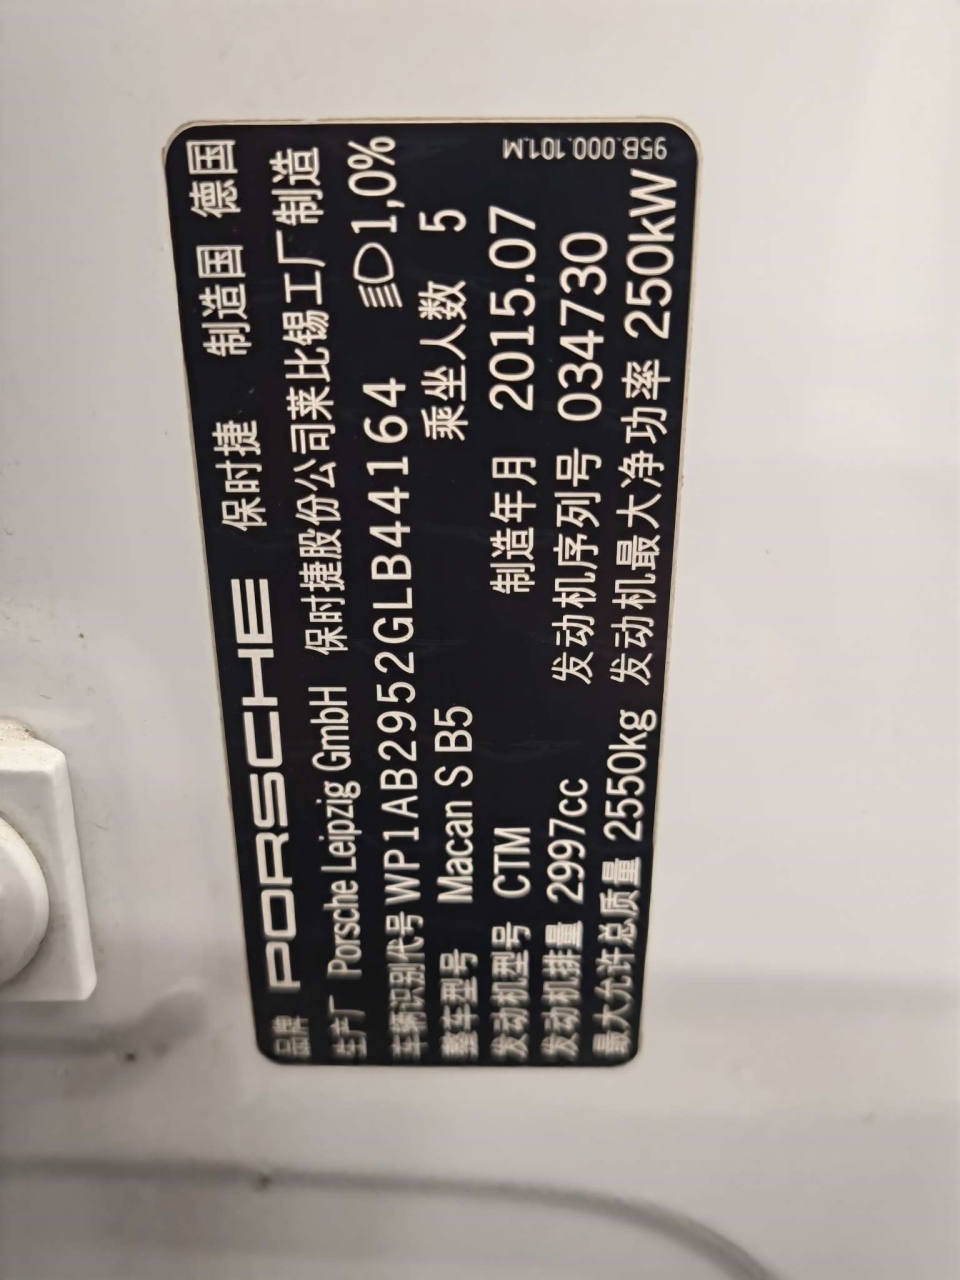 品牌 PORSCHE 保时捷 制造国 德国
生产厂 Porsche Leipzig GmbH 保时捷股份公司莱比锡工厂制造
车辆识别代号 WP1AB2952GLB44164 1,0%
整车型号 Macan S B5 乘坐人数 5
发动机型号 CTM 制造年月 2015.07
发动机排量 2997cc 发动机序列号 034730
最大允许总质量 2550kg 发动机最大净功率 250kW
95B.000.101.M